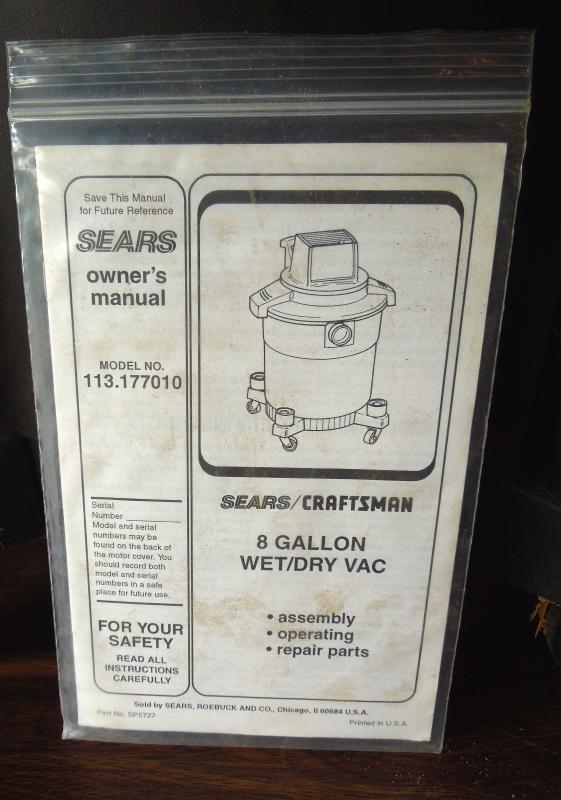 Save This Manual
for Future Reference
SEARS
owner's
manual
MODEL NO.
113.177010
Serial
Number
Model and serial
numbers may be
found on the back of
the motor cover. You
should record both
model and serial
numbers in a safe
place for future use.
FOR YOUR
SAFETY
READ ALL
INSTRUCTIONS
CAREFULLY
SEARS/CRAFTSMAN
8 GALLON
WET/DRY VAC
• assembly
• operating
• repair parts
Sold by SEARS, ROEBUCK AND CO., Chicago, Il 60684 U.S.A.
Part No. SP5727
Printed in U.S.A.